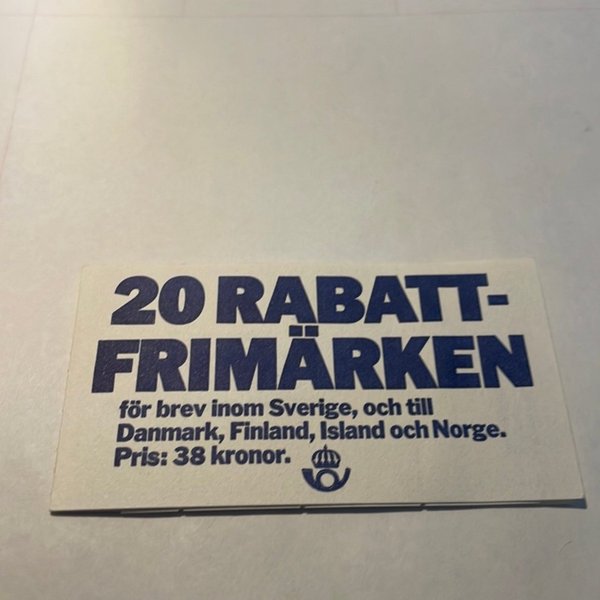 20 RABATT-
FRIMÄRKEN
för brev inom Sverige, och till
Danmark, Finland, Island och Norge.
Pris: 38 kronor.